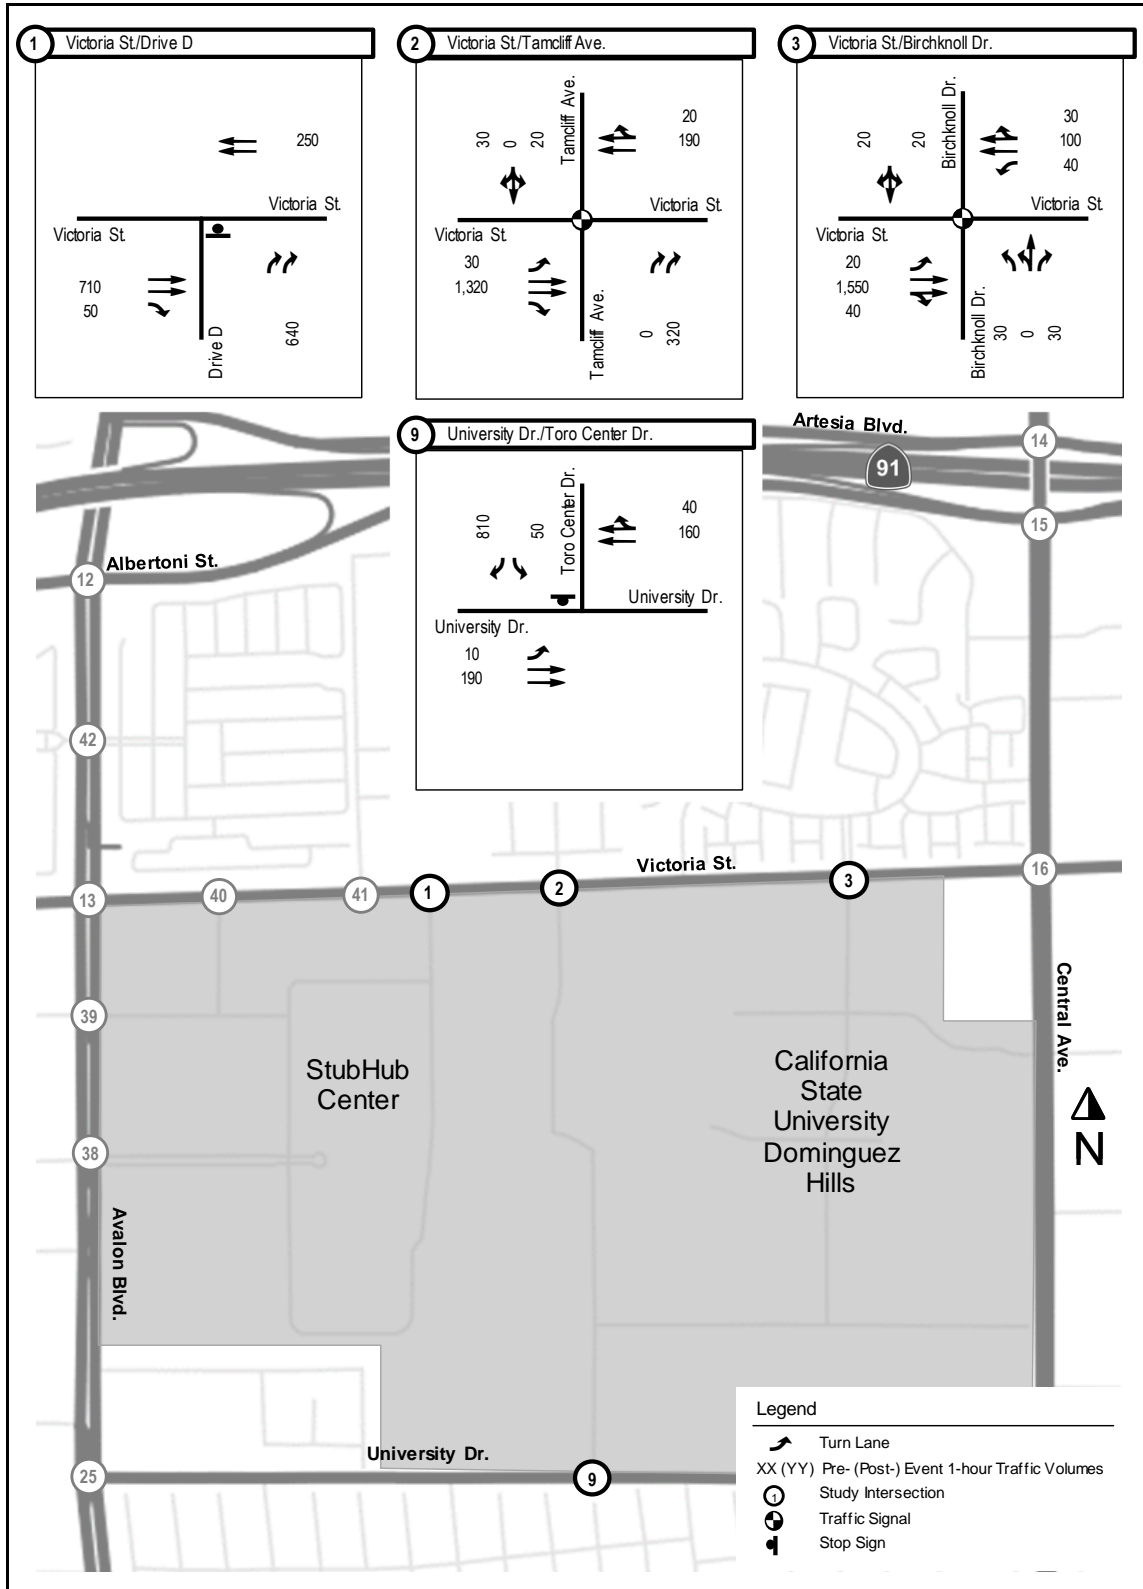 1 Victoria St./Drive D
250
Victoria St.
Victoria St.
710
50
Drive D
640
2 Victoria St./Tamcliff Ave.
30 0 20
Tamcliff Ave.
20
190
Victoria St.
Victoria St.
30
1,320
Tamcliff Ave.
0 320
3 Victoria St./Birchknoll Dr.
20 20
Birchknoll Dr.
30
100
40
Victoria St.
Victoria St.
20
1,550
40
Birchknoll Dr.
30 0 30
9 University Dr./Toro Center Dr.
810 50
Toro Center Dr.
40
160
University Dr.
University Dr.
10
190
Artesia Blvd.
14
91
15
Albertoni St.
12
42
Victoria St.
13
40
41
1
2
3
16
39
Central Ave.
StubHub
Center
California
State
University
Dominguez
Hills
N
38
Avalon Blvd.
University Dr.
25
9
Legend
Turn Lane
XX (YY) Pre- (Post-) Event 1-hour Traffic Volumes
1 Study Intersection
Traffic Signal
Stop Sign